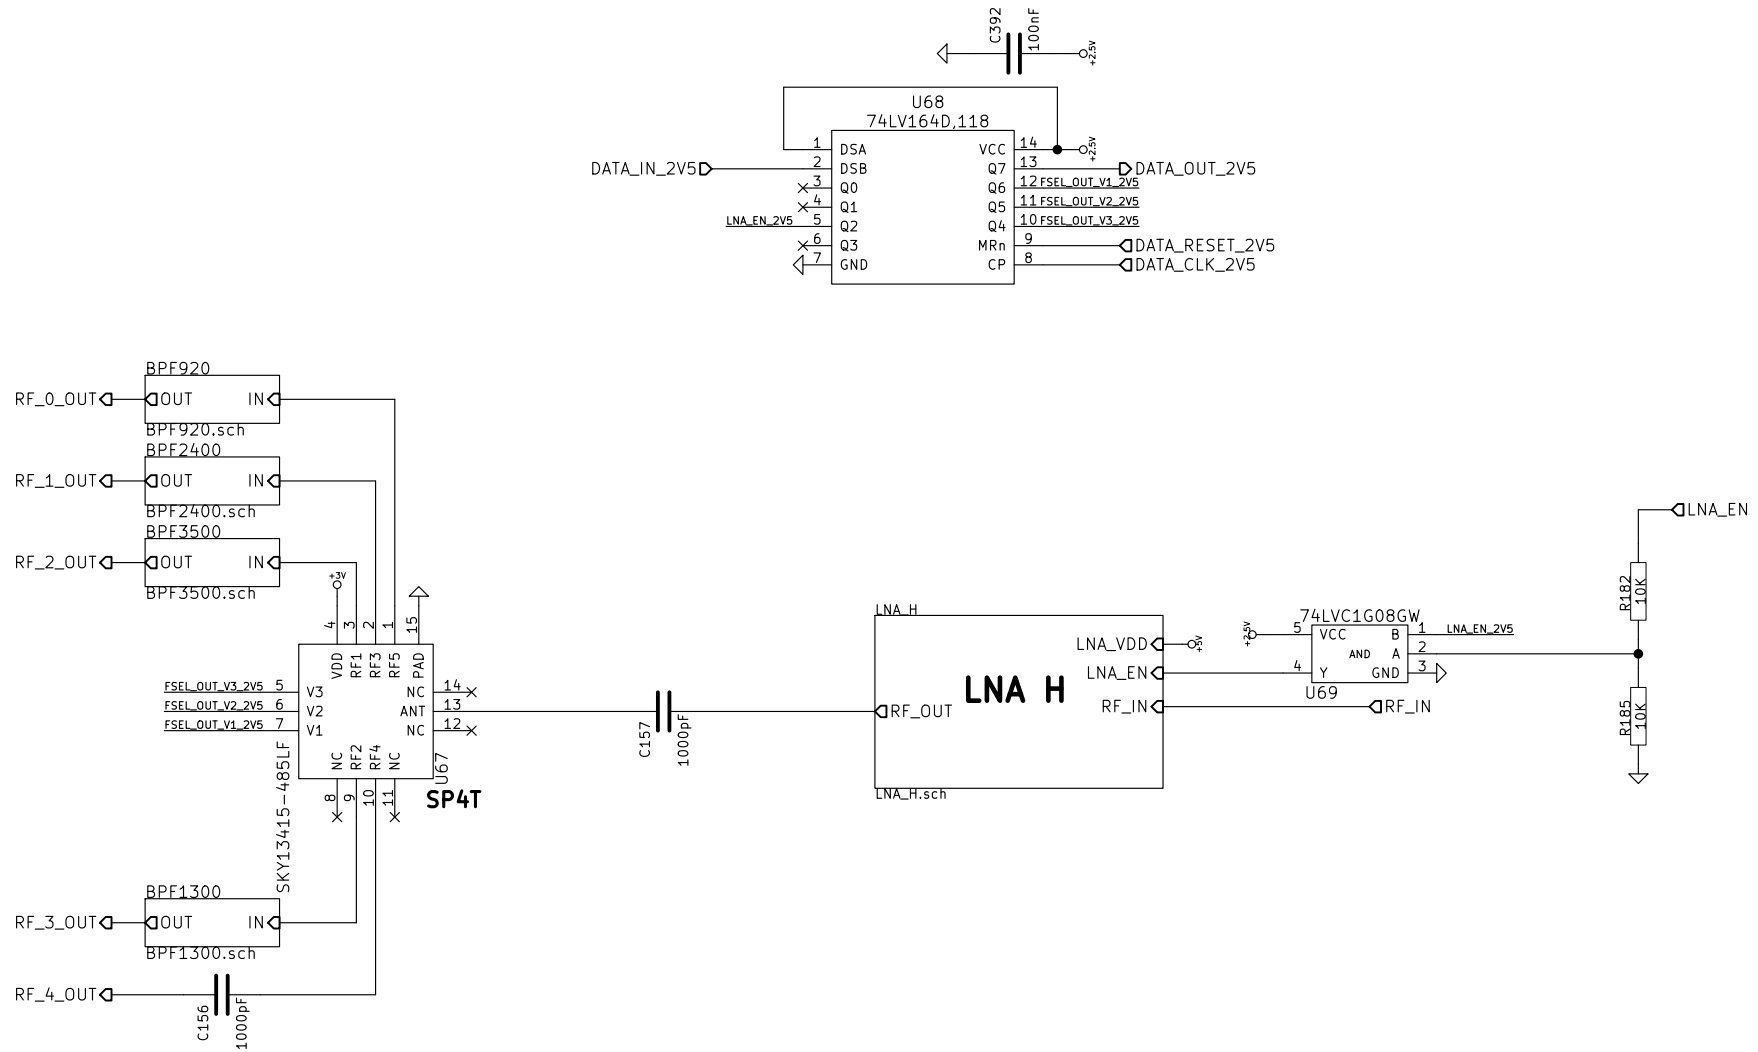 C392
100nF
+2.5V
U68
74LV164D,118
1 DSA VCC 14 +2.5V
DATA_IN_2V5 2 DSB Q7 13 DATA_OUT_2V5
3 Q0 Q6 12 FSEL_OUT_V1_2V5
4 Q1 Q5 11 FSEL_OUT_V2_2V5
LNA_EN_2V5 5 Q2 Q4 10 FSEL_OUT_V3_2V5
6 Q3 MRn 9 DATA_RESET_2V5
7 GND CP 8 DATA_CLK_2V5
BPF920
RF_0_OUT OUT IN
BPF920.sch
BPF2400
RF_1_OUT OUT IN
BPF2400.sch
BPF3500
RF_2_OUT OUT IN
BPF3500.sch
+3V
4 3 2 1 15
VDD RF1 RF3 RF5 PAD
FSEL_OUT_V3_2V5 5 V3 NC 14
FSEL_OUT_V2_2V5 6 V2 ANT 13
FSEL_OUT_V1_2V5 7 V1 NC 12
NC RF2 RF4 NC
8 9 10 11
U67
SP4T
SKY13415-485LF
C157
1000pF
LNA_H
LNA_VDD +5V
LNA_EN
LNA H
RF_IN RF_IN
RF_OUT
LNA_H.sch
74LVC1G08GW
+2.5V 5 VCC B 1 LNA_EN_2V5
AND A 2
4 Y GND 3
U69
LNA_EN
R182
10K
R185
10K
BPF1300
RF_3_OUT OUT IN
BPF1300.sch
RF_4_OUT
C156
1000pF